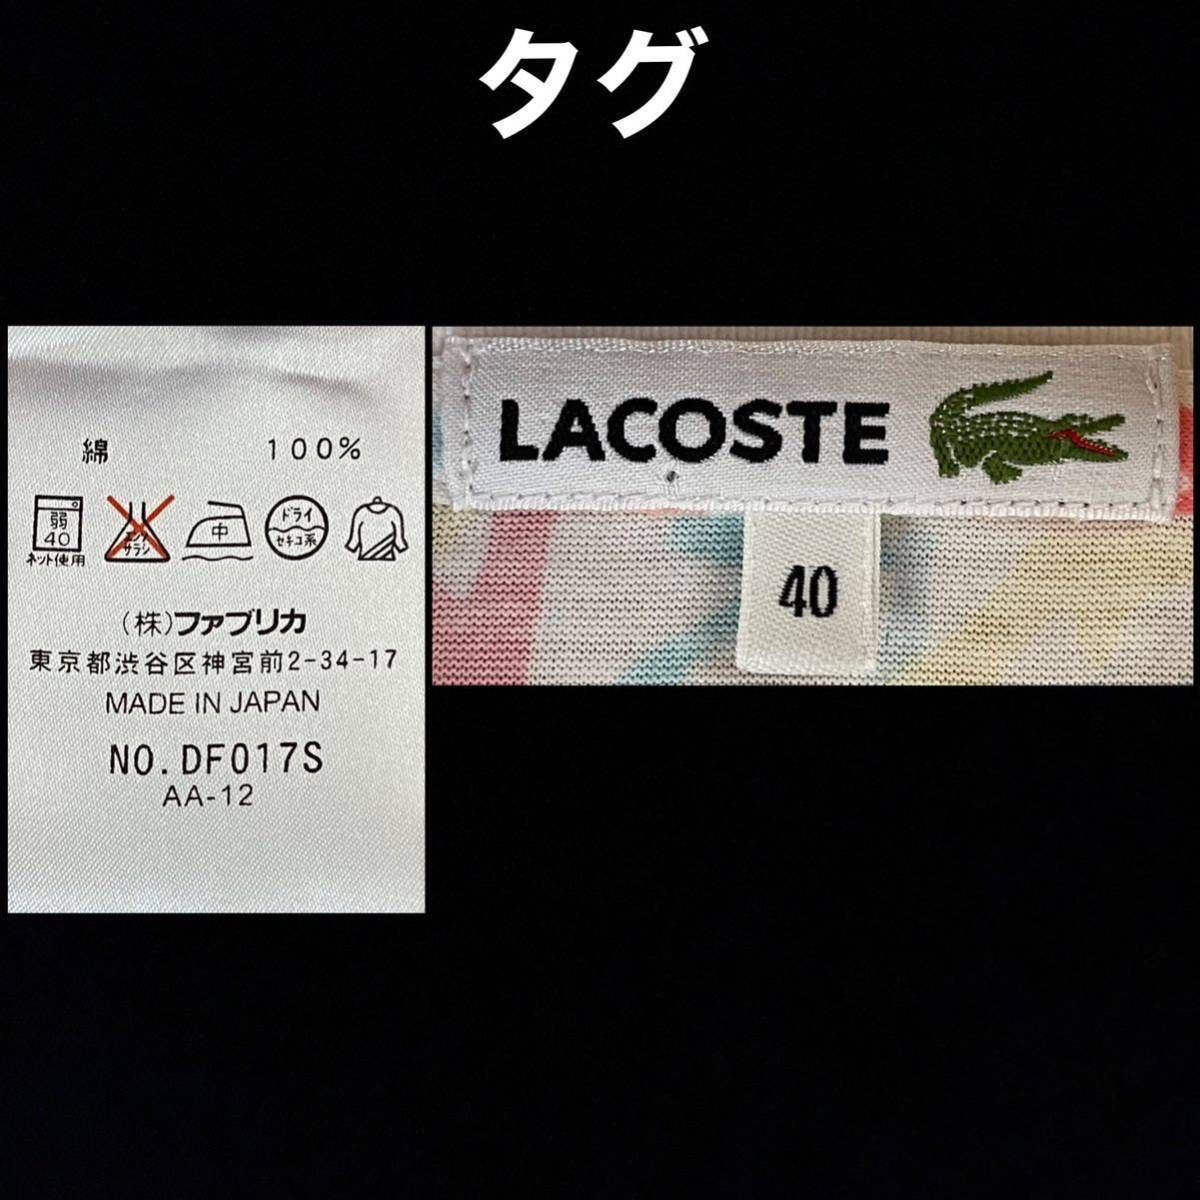 タグ
綿 100%
弱
40
ネット使用
エンソ
サラシ
中
ドライ
セキユ系
(株)ファブリカ
東京都渋谷区神宮前2-34-17
MADE IN JAPAN
NO.DF017S
AA-12
LACOSTE
40